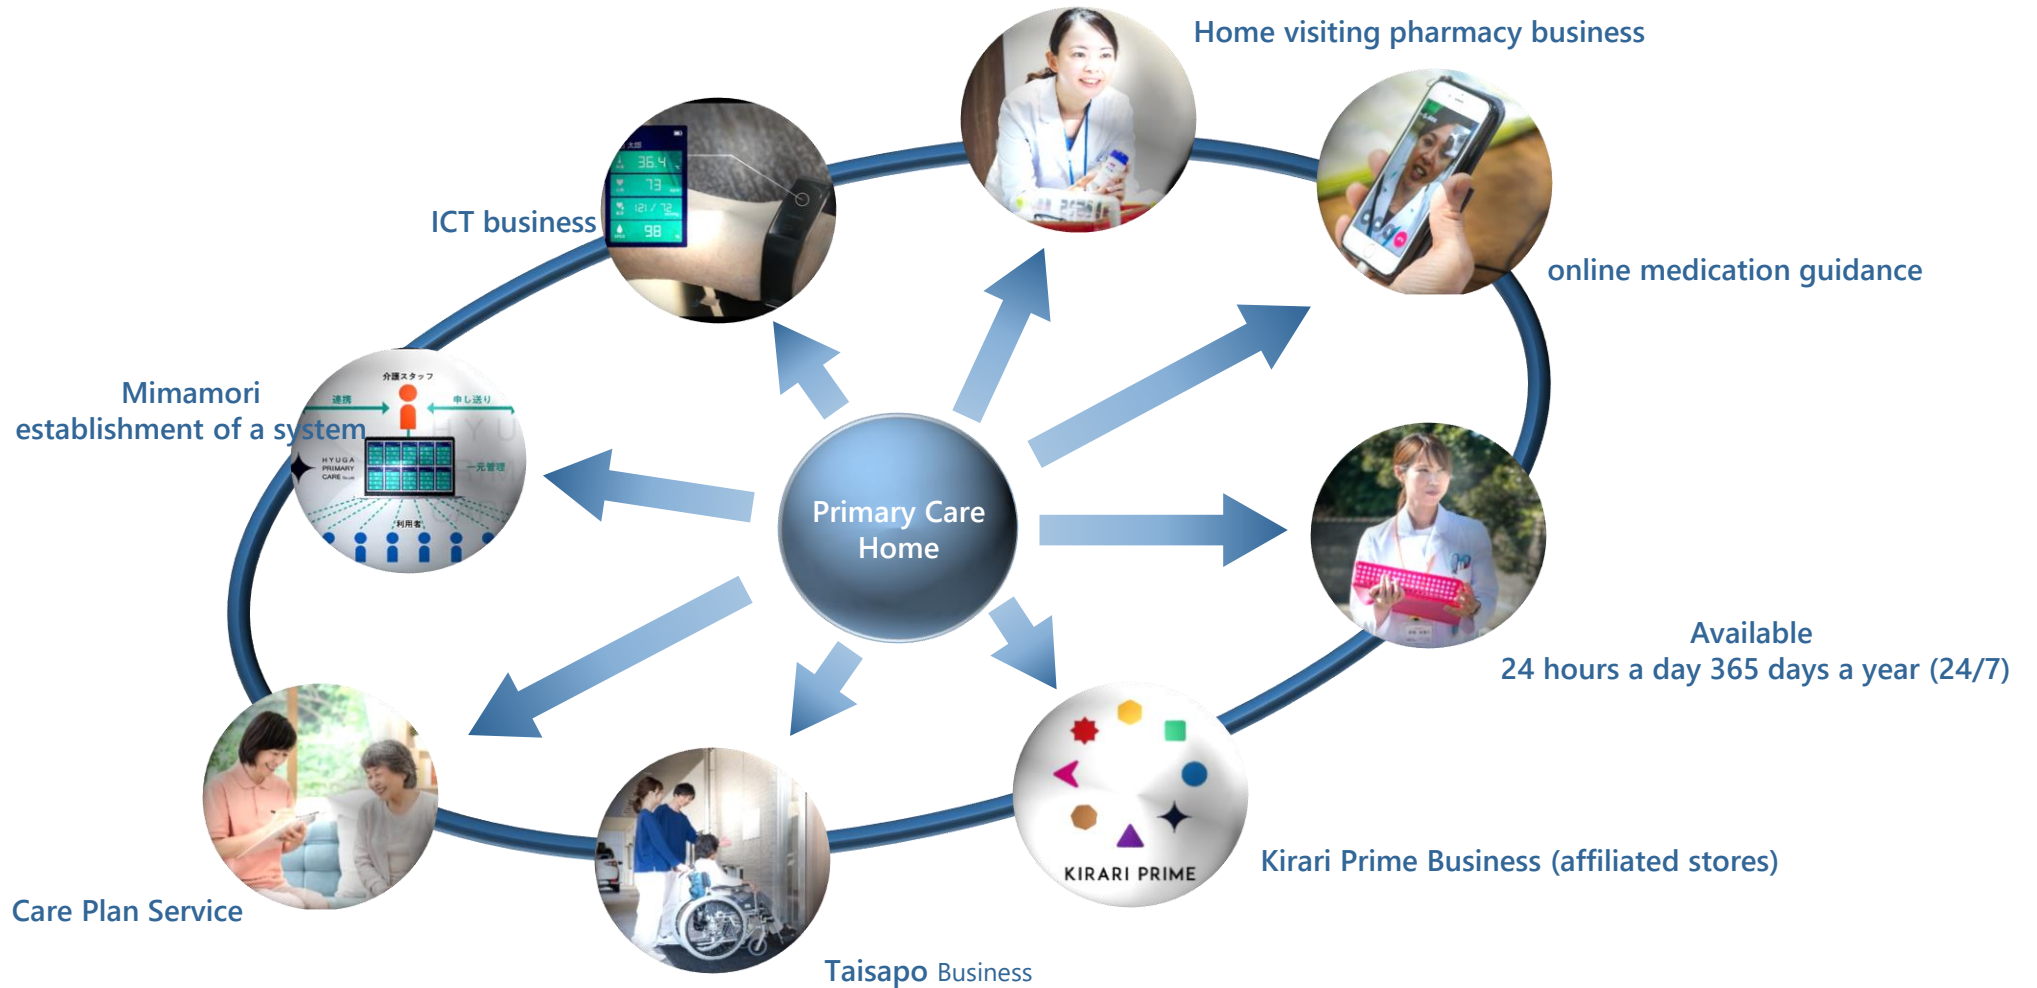 Home visiting pharmacy business
太郎
36.4
73
121 / 72
98
ICT business
online medication guidance
Mimamori
establishment of a system
介護スタッフ
連携
申し送り
HYUGA
PRIMARY
CARE
一元管理
利用者
Primary Care
Home
Available
24 hours a day 365 days a year (24/7)
KIRARI PRIME
Kirari Prime Business (affiliated stores)
Care Plan Service
Taisapo Business